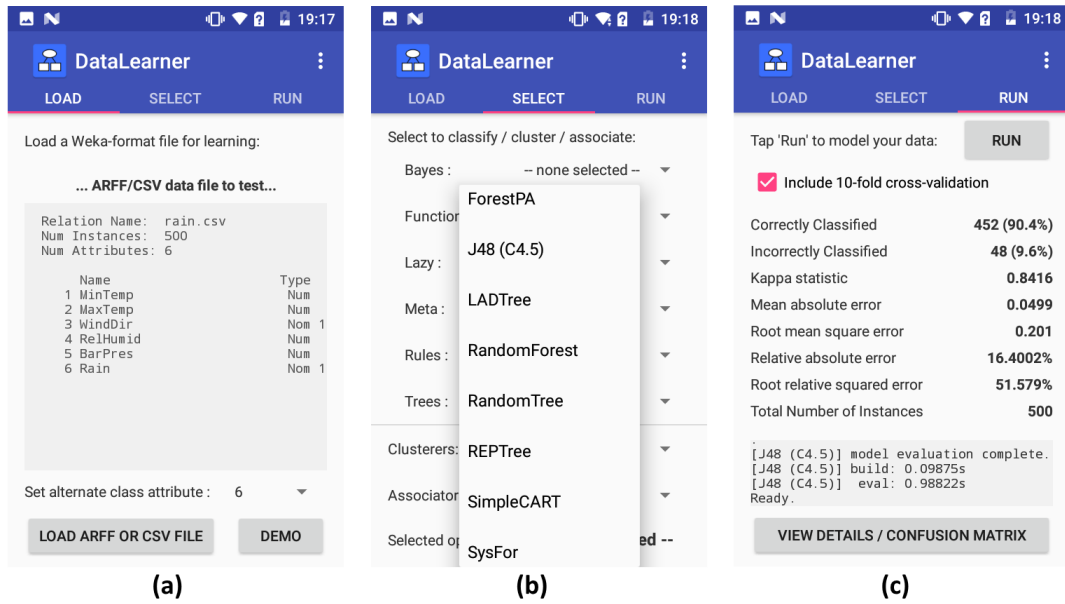 19:17
DataLearner
LOAD SELECT RUN
Load a Weka-format file for learning:
... ARFF/CSV data file to test...
Relation Name: rain.csv
Num Instances: 500
Num Attributes: 6
Name Type
1 MinTemp Num
2 MaxTemp Num
3 WindDir Nom 1
4 RelHumid Num
5 BarPres Num
6 Rain Nom 1
Set alternate class attribute : 6
LOAD ARFF OR CSV FILE DEMO
(a)
19:18
DataLearner
LOAD SELECT RUN
Select to classify / cluster / associate:
Bayes : -- none selected --
Function
Lazy :
Meta :
Rules :
Trees :
Clusterers:
Associator
Selected op ed --
ForestPA
J48 (C4.5)
LADTree
RandomForest
RandomTree
REPTree
SimpleCART
SysFor
(b)
19:18
DataLearner
LOAD SELECT RUN
Tap 'Run' to model your data: RUN
Include 10-fold cross-validation
Correctly Classified 452 (90.4%)
Incorrectly Classified 48 (9.6%)
Kappa statistic 0.8416
Mean absolute error 0.0499
Root mean square error 0.201
Relative absolute error 16.4002%
Root relative squared error 51.579%
Total Number of Instances 500
.
[J48 (C4.5)] model evaluation complete.
[J48 (C4.5)] build: 0.09875s
[J48 (C4.5)] eval: 0.98822s
Ready.
VIEW DETAILS / CONFUSION MATRIX
(c)